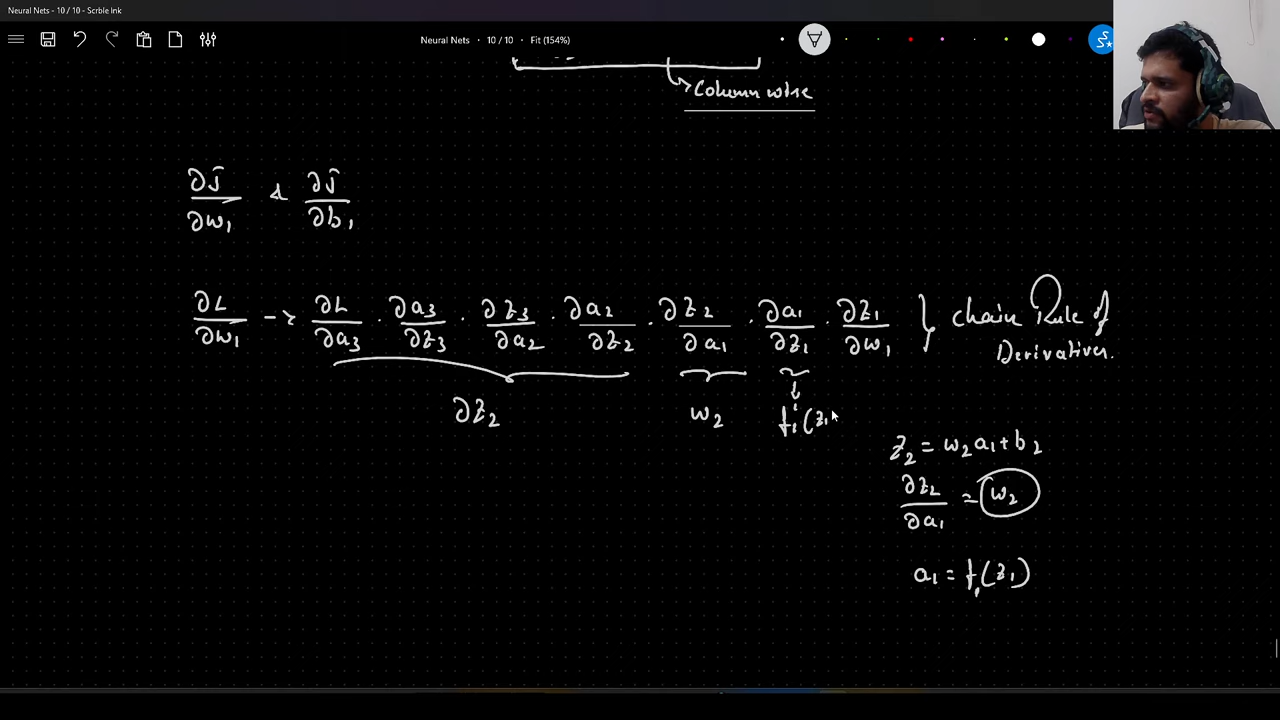 Neural Nets - 10 / 10 - Scrble Ink
Neural Nets • 10 / 10 • Fit (154%)
Column wise
∂J/∂w₁ & ∂J/∂b₁
∂L/∂w₁ -> ∂L/∂a₃ · ∂a₃/∂z₃ · ∂z₃/∂a₂ · ∂a₂/∂z₂ · ∂z₂/∂a₁ · ∂a₁/∂z₁ · ∂z₁/∂w₁ } Chain Rule of
Derivatives.
∂z₂ w₂ f₁'(z₁
z₂ = w₂a₁+b₂
∂z₂/∂a₁ = w₂
a₁ = f₁(z₁)